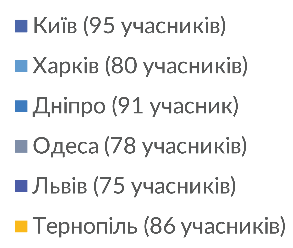 Київ (95 учасників)
Харків (80 учасників)
Дніпро (91 учасник)
Одеса (78 учасників)
Львів (75 учасників)
Тернопіль (86 учасників)